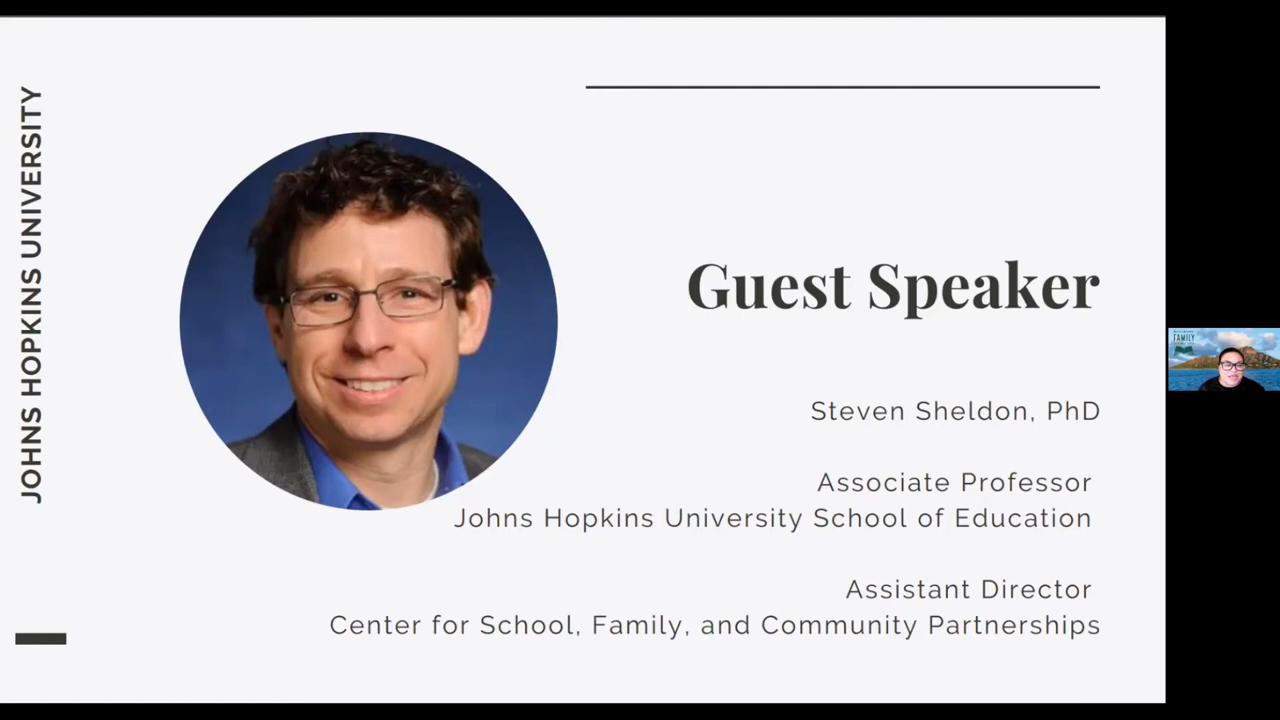 JOHNS HOPKINS UNIVERSITY
Guest Speaker
Steven Sheldon, PhD
Associate Professor
Johns Hopkins University School of Education
Assistant Director
Center for School, Family, and Community Partnerships
FAMILY